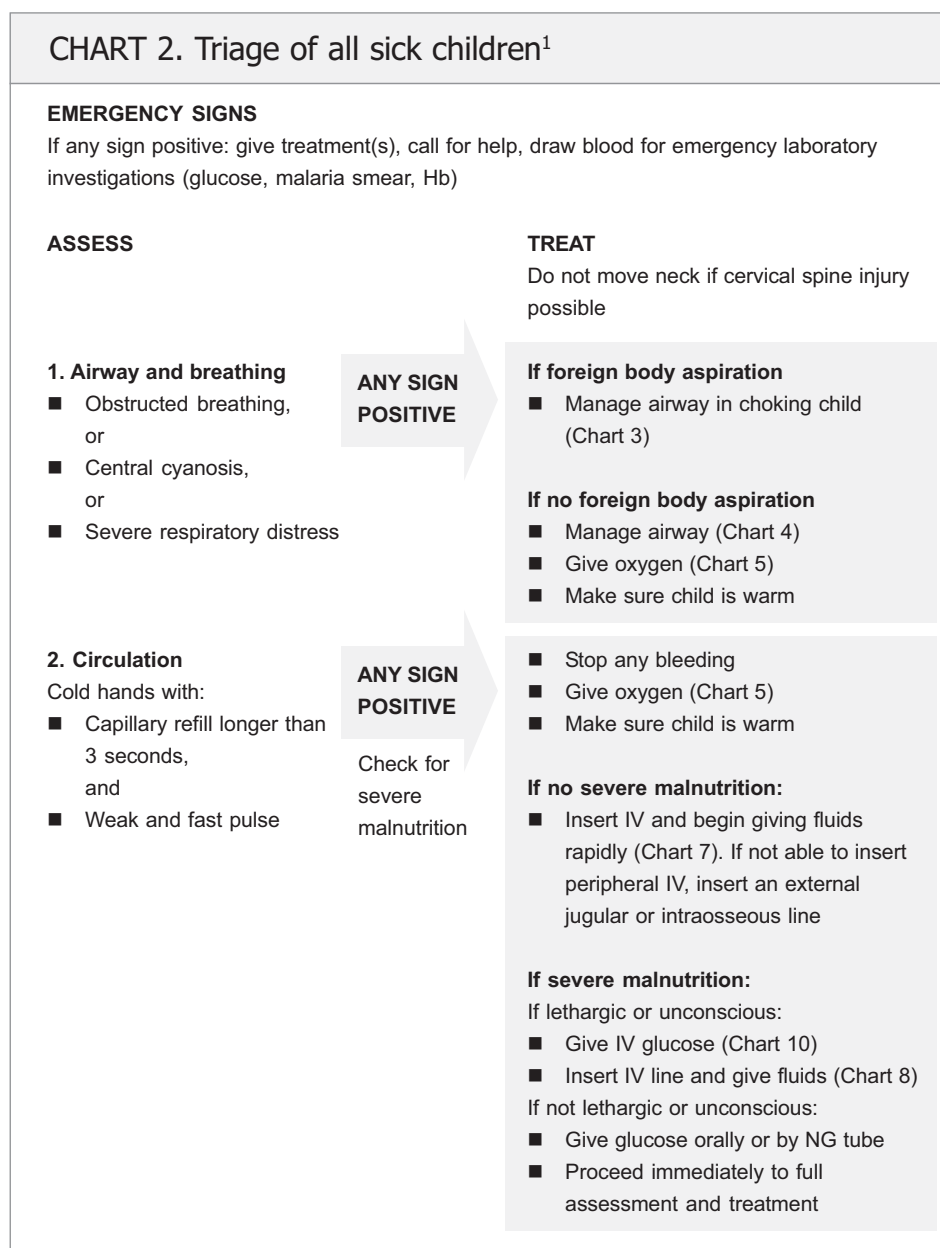 CHART 2. Triage of all sick children¹
EMERGENCY SIGNS
If any sign positive: give treatment(s), call for help, draw blood for emergency laboratory
investigations (glucose, malaria smear, Hb)
ASSESS
TREAT
Do not move neck if cervical spine injury
possible
1. Airway and breathing
■ Obstructed breathing,
or
■ Central cyanosis,
or
■ Severe respiratory distress
ANY SIGN
POSITIVE
If foreign body aspiration
■ Manage airway in choking child
(Chart 3)
If no foreign body aspiration
■ Manage airway (Chart 4)
■ Give oxygen (Chart 5)
■ Make sure child is warm
2. Circulation
Cold hands with:
■ Capillary refill longer than
3 seconds,
and
■ Weak and fast pulse
ANY SIGN
POSITIVE
Check for
severe
malnutrition
■ Stop any bleeding
■ Give oxygen (Chart 5)
■ Make sure child is warm
If no severe malnutrition:
■ Insert IV and begin giving fluids
rapidly (Chart 7). If not able to insert
peripheral IV, insert an external
jugular or intraosseous line
If severe malnutrition:
If lethargic or unconscious:
■ Give IV glucose (Chart 10)
■ Insert IV line and give fluids (Chart 8)
If not lethargic or unconscious:
■ Give glucose orally or by NG tube
■ Proceed immediately to full
assessment and treatment